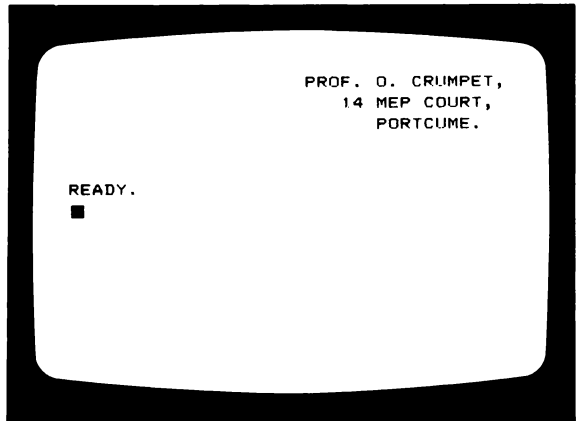 PROF. O. CRUMPET,
14 MEP COURT,
PORTCUME.
READY.